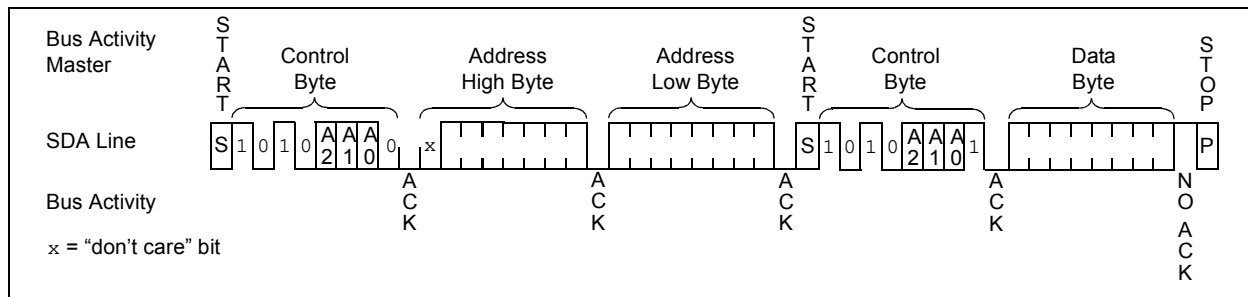 Bus Activity
Master
START
Control
Byte
Address
High Byte
Address
Low Byte
START
Control
Byte
Data
Byte
STOP
SDA Line
S 1 0 1 0 A2 A1 A0 0 x S 1 0 1 0 A2 A1 A0 1 P
Bus Activity
ACK
ACK
ACK
ACK
NO ACK
x = “don’t care” bit